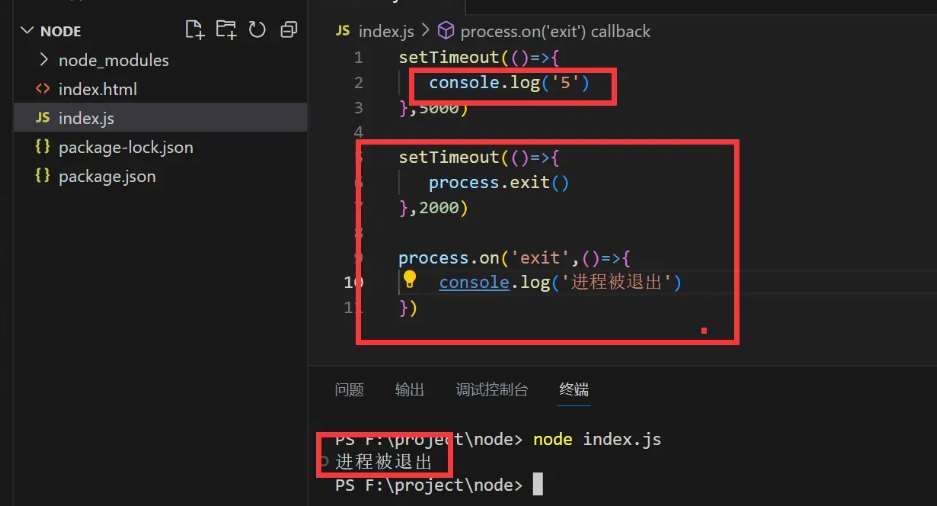 NODE
node_modules
index.html
index.js
package-lock.json
package.json
JS index.js > process.on('exit') callback
1 setTimeout(()=>{
2 console.log('5')
3 },5000)
4
5 setTimeout(()=>{
6 process.exit()
7 },2000)
8
9 process.on('exit',()=>{
10 console.log('进程被退出')
11 })
问题 输出 调试控制台 终端
PS F:\project\node> node index.js
进程被退出
PS F:\project\node>